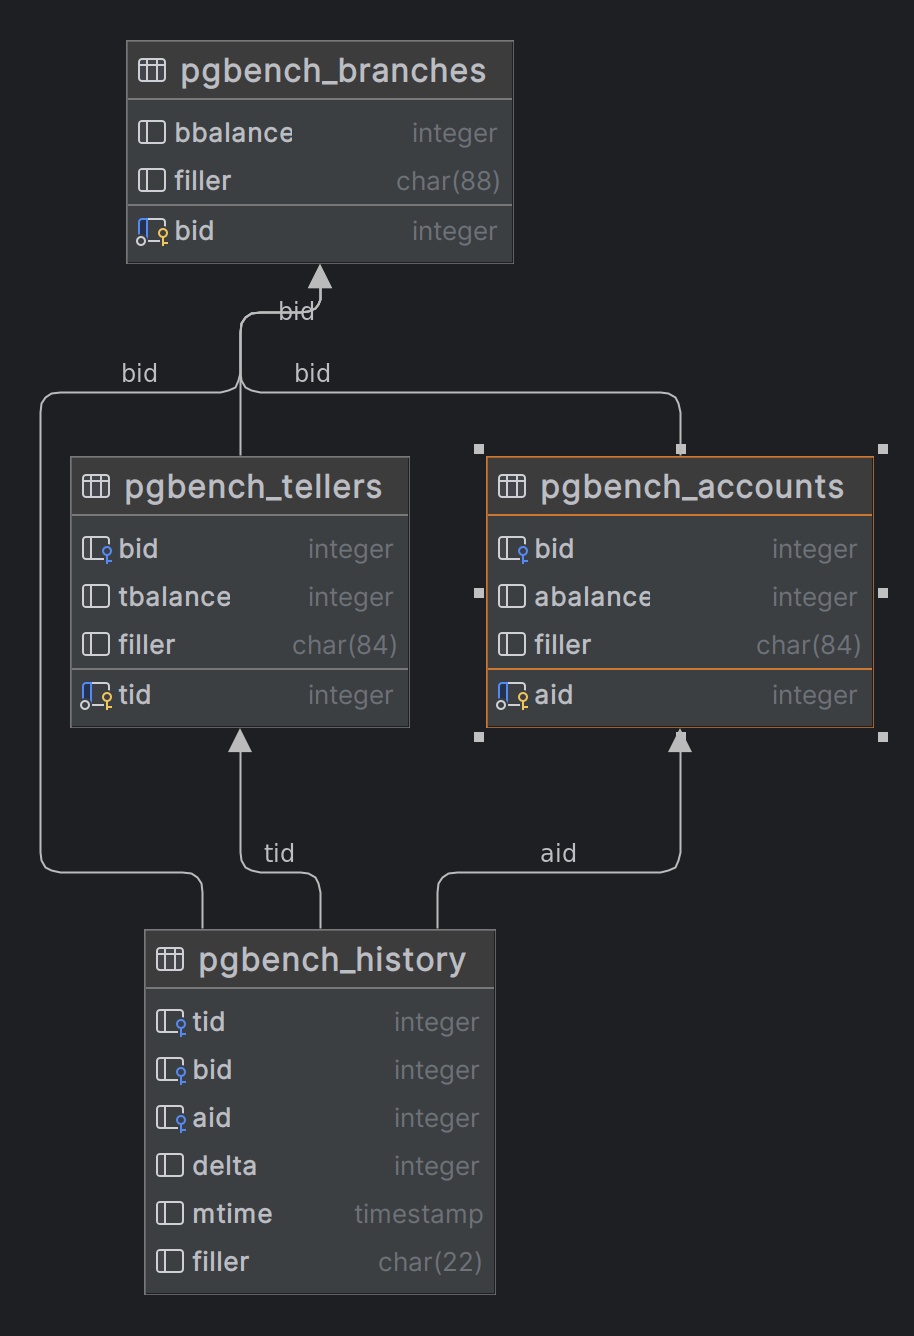 pgbench_branches
bbalance integer
filler char(88)
bid integer
bid
bid bid
pgbench_tellers
bid integer
tbalance integer
filler char(84)
tid integer
pgbench_accounts
bid integer
abalance integer
filler char(84)
aid integer
tid aid
pgbench_history
tid integer
bid integer
aid integer
delta integer
mtime timestamp
filler char(22)